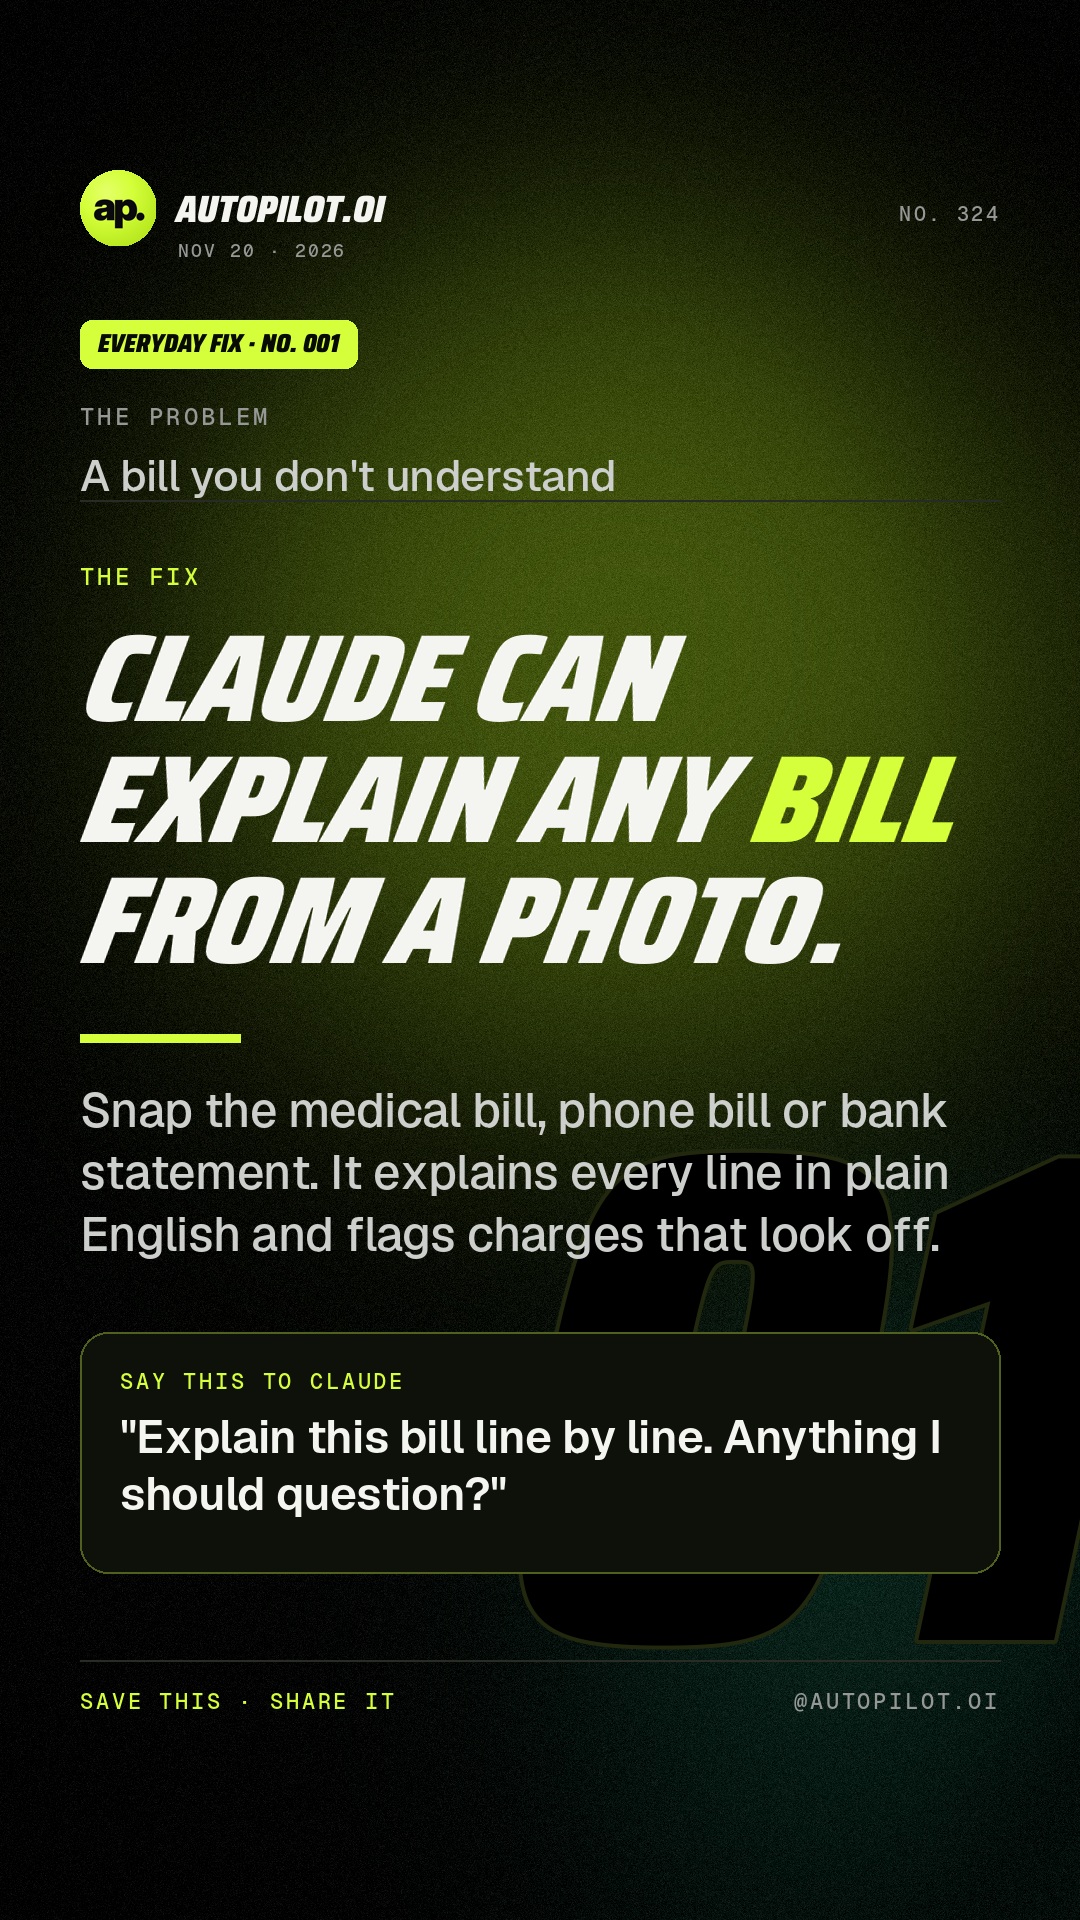 ap.
AUTOPILOT.OI
NO. 324
NOV 20 · 2026
EVERYDAY FIX · NO. 001
THE PROBLEM
A bill you don't understand
THE FIX
CLAUDE CAN
EXPLAIN ANY BILL
FROM A PHOTO.
Snap the medical bill, phone bill or bank
statement. It explains every line in plain
English and flags charges that look off.
01
SAY THIS TO CLAUDE
"Explain this bill line by line. Anything I
should question?"
SAVE THIS · SHARE IT
@AUTOPILOT.OI